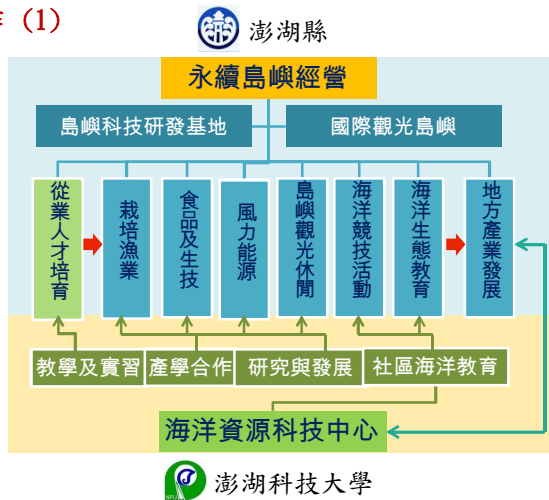 (1)
澎湖縣
永續島嶼經營
島嶼科技研發基地
國際觀光島嶼
從業人才培育
栽培漁業
食品及生技
風力能源
島嶼觀光休閒
海洋競技活動
海洋生態教育
地方產業發展
教學及實習
產學合作
研究與發展
社區海洋教育
海洋資源科技中心
NPU
澎湖科技大學